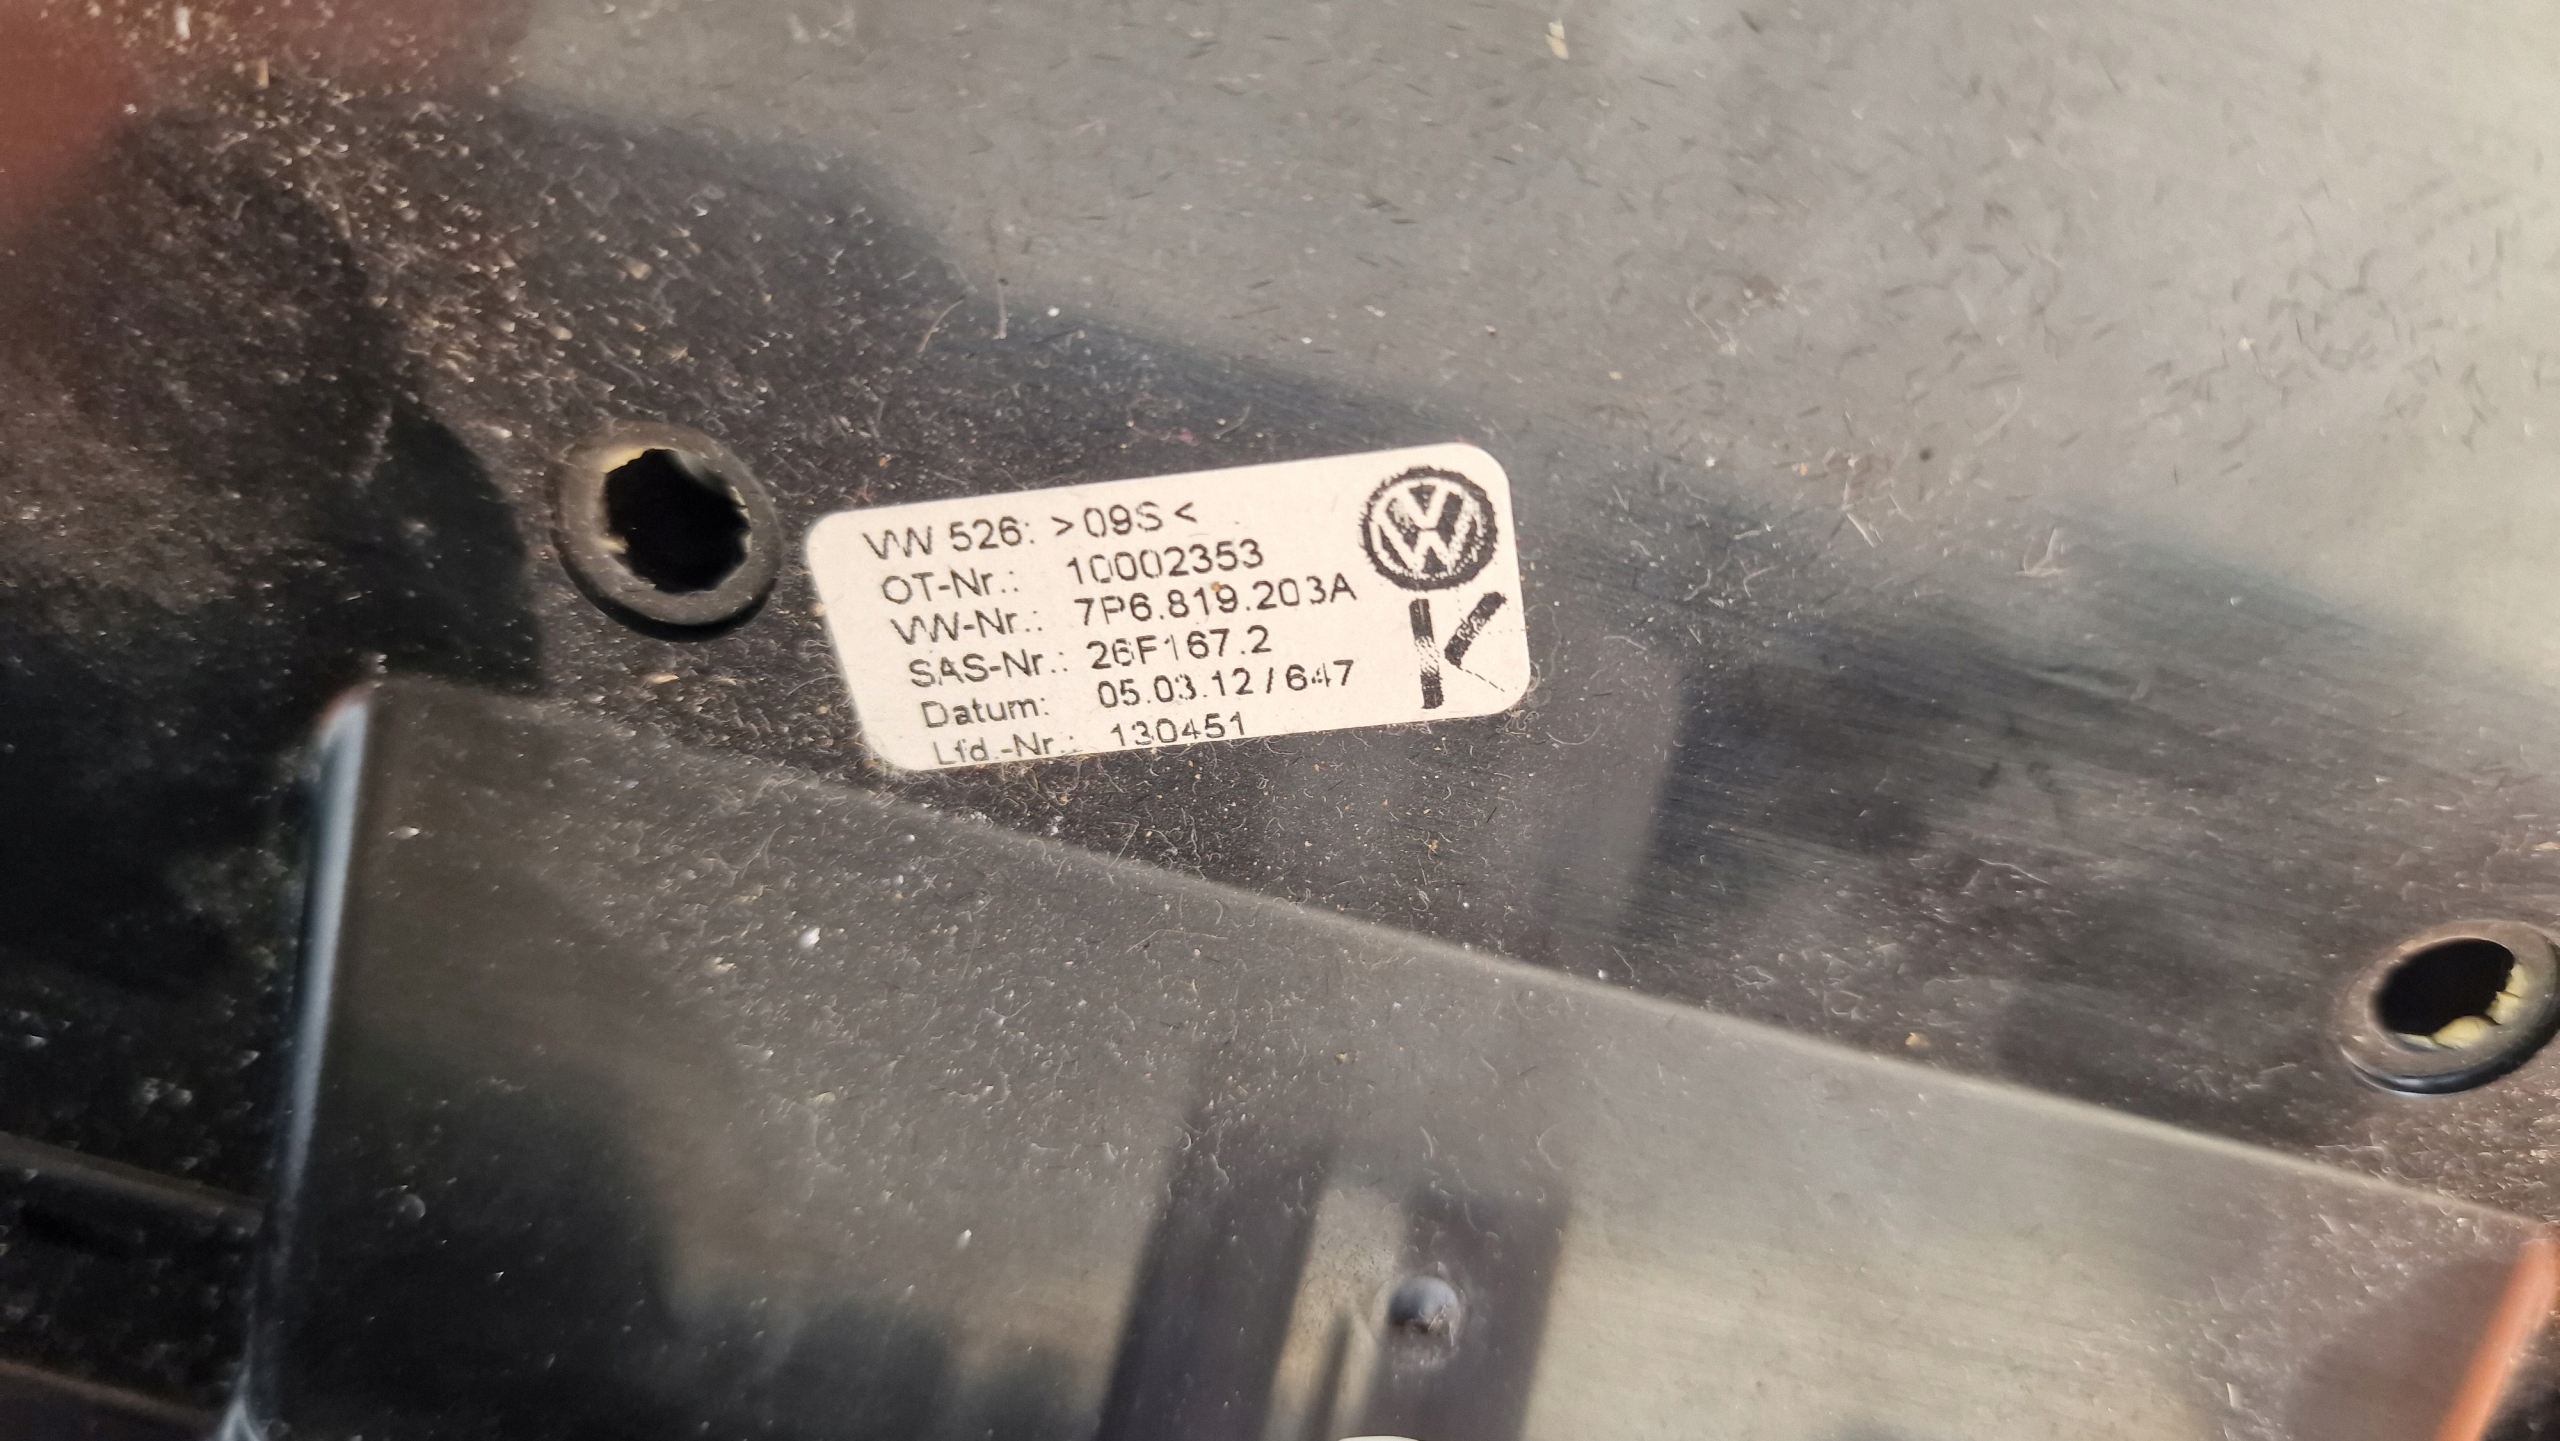 VW 526: >09S<
OT-Nr.: 10002353
VW-Nr.: 7P6.819.203A
SAS-Nr.: 26F167.2
Datum: 05.03.12 / 647
Lfd.-Nr.: 130451
VW
K